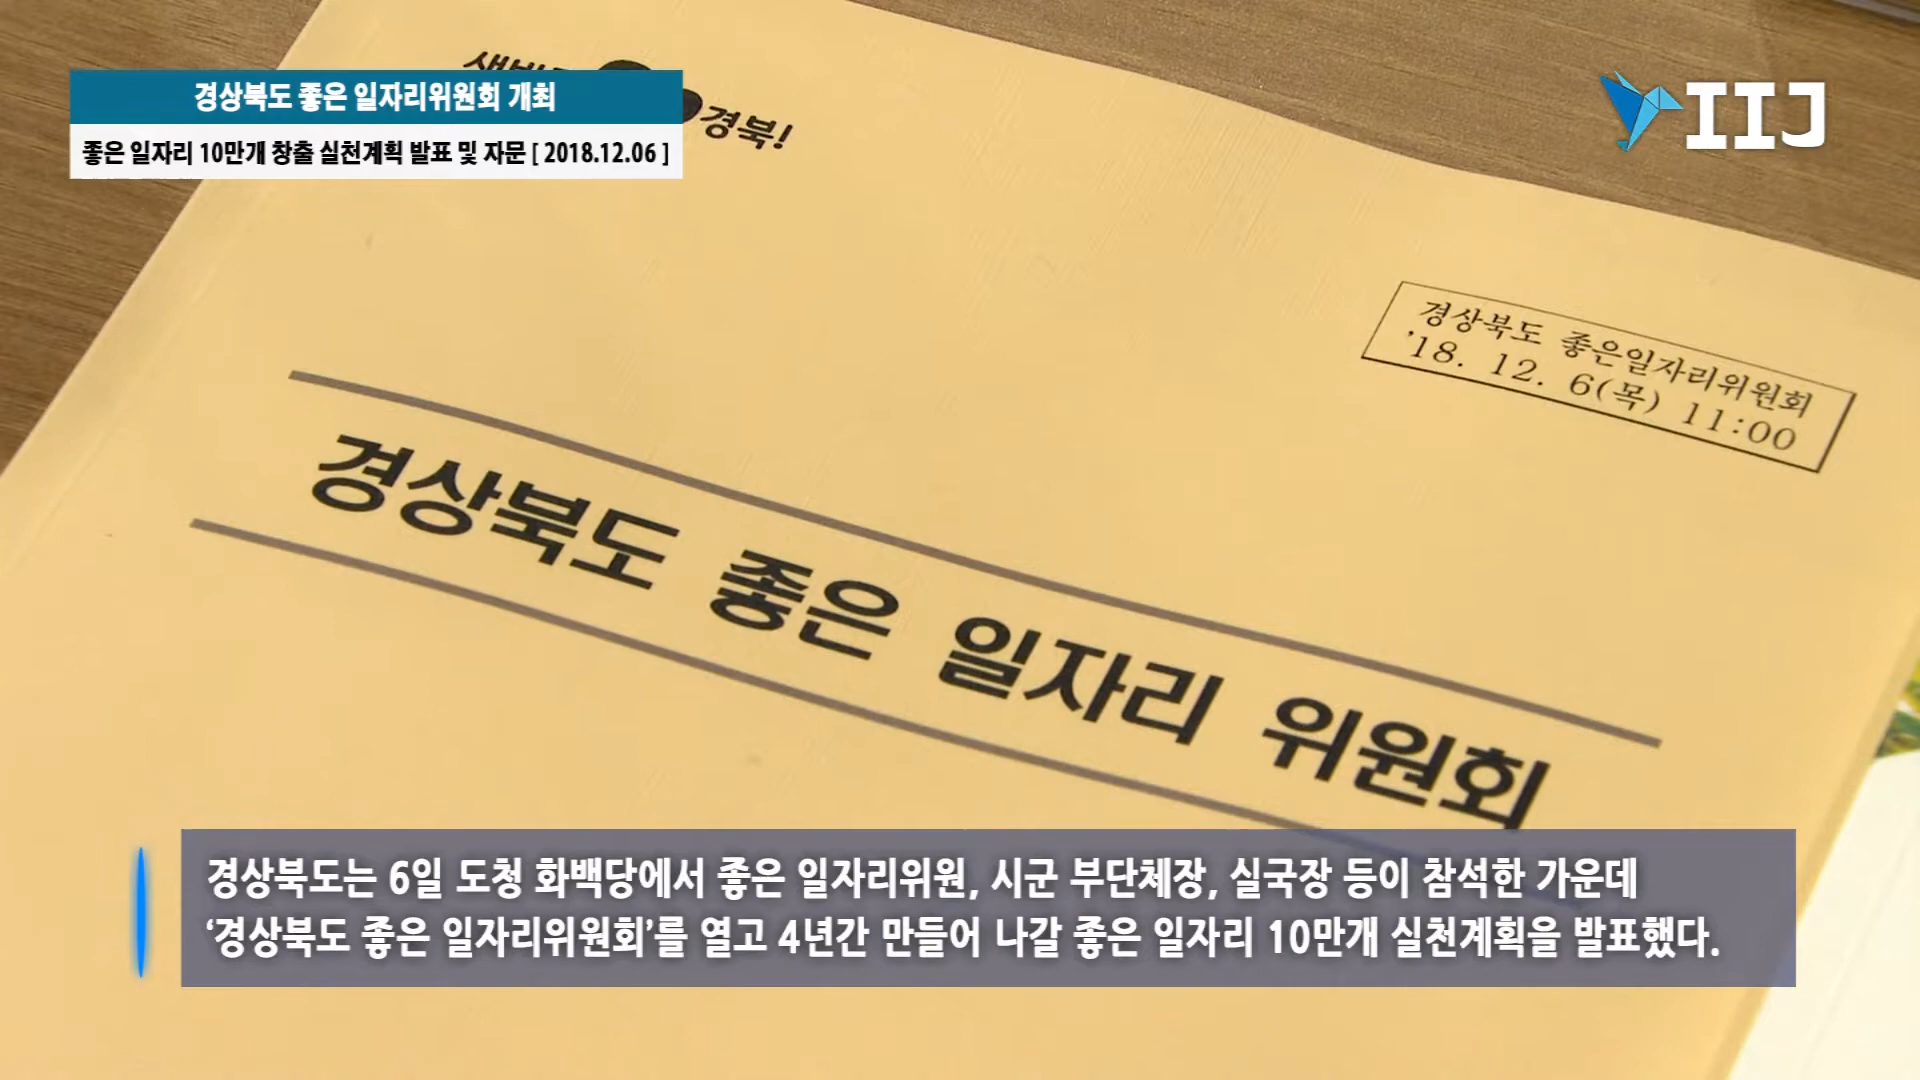 경상북도 좋은 일자리위원회 개최
좋은 일자리 10만개 창출 실천계획 발표 및 자문 [ 2018.12.06 ]
IIJ
경북!
경상북도 좋은일자리위원회
'18. 12. 6(목) 11:00
경상북도 좋은 일자리 위원회
경상북도는 6일 도청 화백당에서 좋은 일자리위원, 시군 부단체장, 실국장 등이 참석한 가운데
‘경상북도 좋은 일자리위원회’를 열고 4년간 만들어 나갈 좋은 일자리 10만개 실천계획을 발표했다.